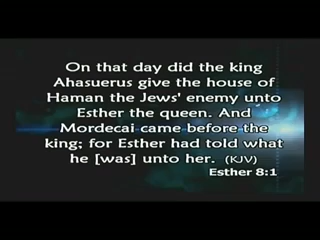 On that day did the king
Ahasuerus give the house of
Haman the Jews' enemy unto
Esther the queen. And
Mordecai came before the
king; for Esther had told what
he [was] unto her. (KJV)
Esther 8:1